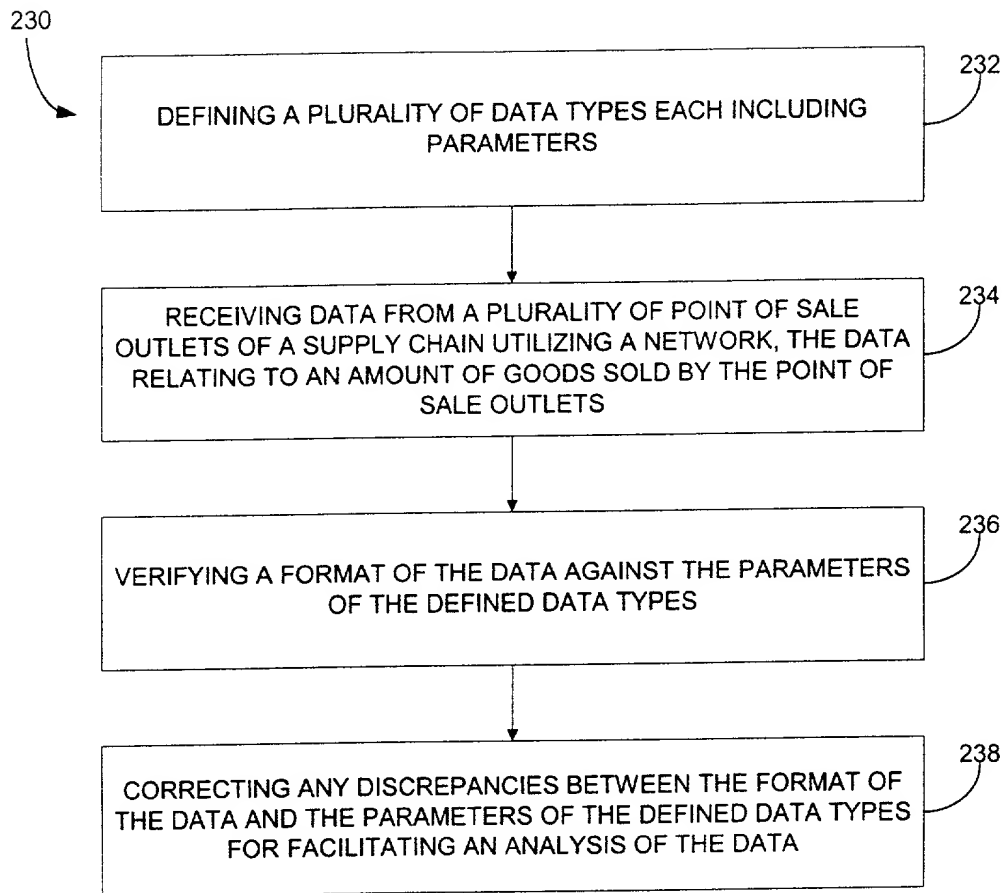 230
232
DEFINING A PLURALITY OF DATA TYPES EACH INCLUDING
PARAMETERS
234
RECEIVING DATA FROM A PLURALITY OF POINT OF SALE
OUTLETS OF A SUPPLY CHAIN UTILIZING A NETWORK, THE DATA
RELATING TO AN AMOUNT OF GOODS SOLD BY THE POINT OF
SALE OUTLETS
236
VERIFYING A FORMAT OF THE DATA AGAINST THE PARAMETERS
OF THE DEFINED DATA TYPES
238
CORRECTING ANY DISCREPANCIES BETWEEN THE FORMAT OF
THE DATA AND THE PARAMETERS OF THE DEFINED DATA TYPES
FOR FACILITATING AN ANALYSIS OF THE DATA